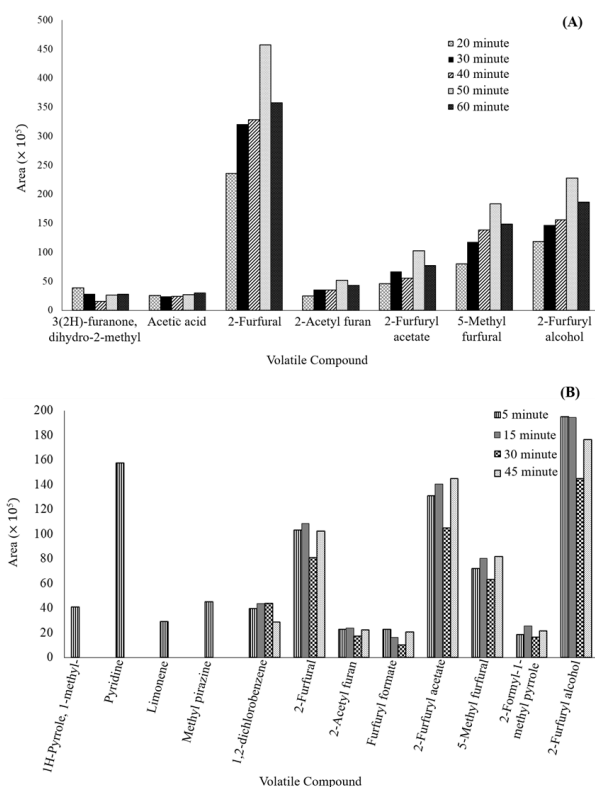 (A)
500
450
400
350
300
250
200
150
100
50
0
Area (× 10⁵)
20 minute
30 minute
40 minute
50 minute
60 minute
3(2H)-furanone,
dihydro-2-methyl
Acetic acid
2-Furfural
2-Acetyl furan
2-Furfuryl
acetate
5-Methyl
furfural
2-Furfuryl
alcohol
Volatile Compound
(B)
200
180
160
140
120
100
80
60
40
20
0
Area (× 10⁵)
5 minute
15 minute
30 minute
45 minute
1H-Pyrrole, 1-methyl-
Pyridine
Limonene
Methyl pirazine
1,2-dichlorobenzene
2-Furfural
2-Acetyl furan
Furfuryl formate
2-Furfuryl acetate
5-Methyl furfural
2-Formyl-1-
methyl pyrrole
2-Furfuryl alcohol
Volatile Compound